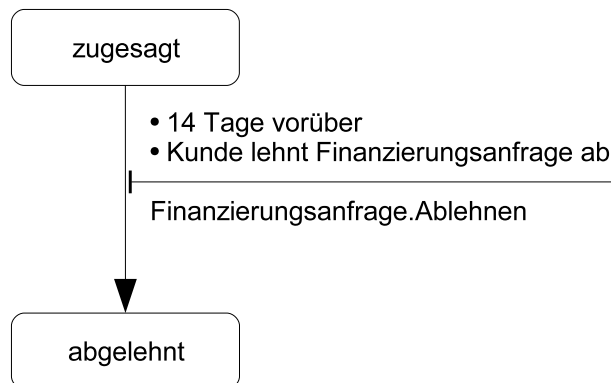 zugesagt
• 14 Tage vorüber
• Kunde lehnt Finanzierungsanfrage ab
Finanzierungsanfrage.Ablehnen
abgelehnt